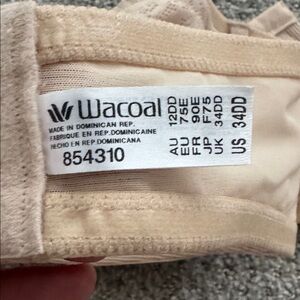 Wacoal
MADE IN DOMINICAN REP.
FABRIQUE EN REP.DOMINICAINE
HECHO EN REP.DOMINICANA
854310
AU 12DD
EU 75E
FR 90E
JP F75
UK 34DD
US 34DD